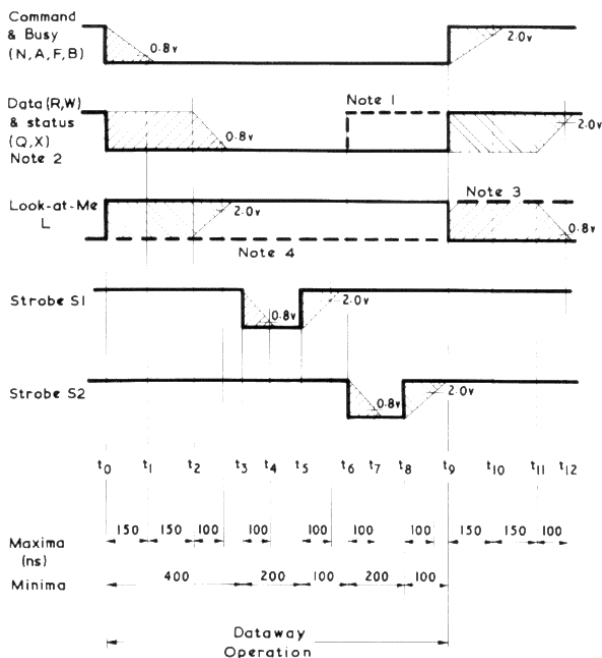 Command
& Busy
(N,A,F,B)
0.8v
2.0v
Data (R,W)
& status
(Q,X)
Note 2
Note 1
0.8v
2.0v
Look-at-Me
L
2.0v
Note 3
Note 4
0.8v
Strobe S1
0.8v
2.0v
Strobe S2
0.8v
2.0v
t0 t1 t2 t3 t4 t5 t6 t7 t8 t9 t10 t11 t12
Maxima 150 150 100 100 100 100 100 150 150 100
(ns)
Minima 400 200 100 200 100
Dataway
Operation